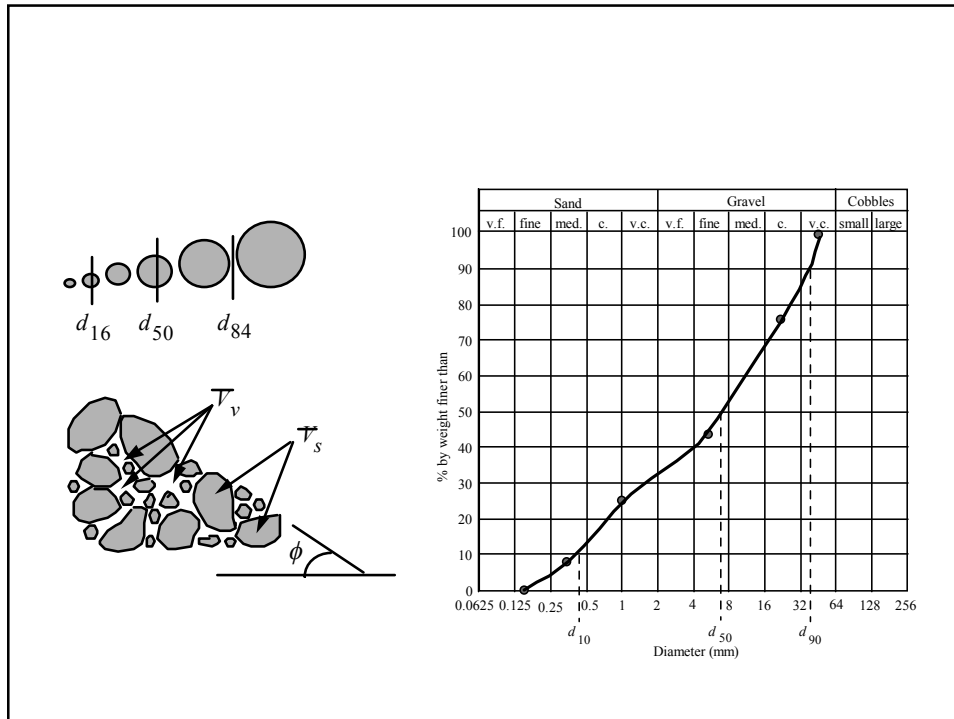 d16 d50 d84
Vv
Vs
ϕ
Sand Gravel Cobbles
v.f. fine med. c. v.c. v.f. fine med. c. v.c. small large
% by weight finer than
100
90
80
70
60
50
40
30
20
10
0
0.0625 0.125 0.25 0.5 1 2 4 8 16 32 64 128 256
d10 d50 d90
Diameter (mm)